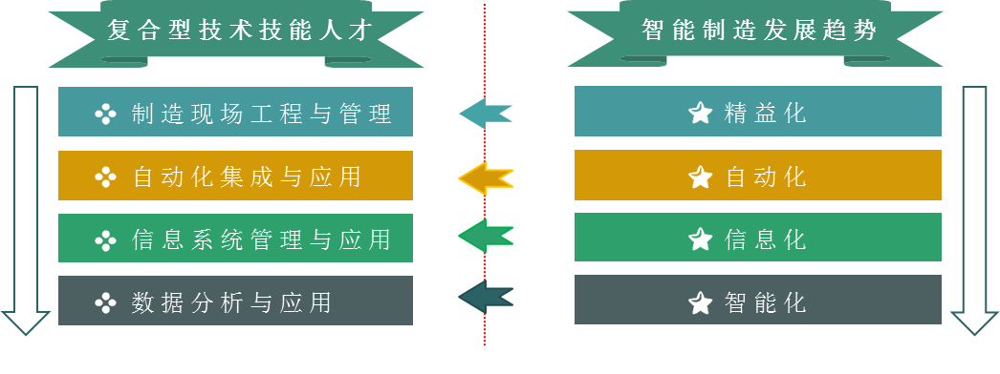 复合型技术技能人才
智能制造发展趋势
制造现场工程与管理
精益化
自动化集成与应用
自动化
信息系统管理与应用
信息化
数据分析与应用
智能化